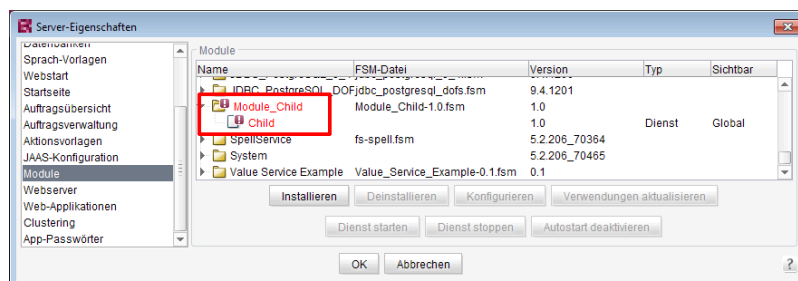 Server-Eigenschaften
Datenbanken
Sprach-Vorlagen
Webstart
Startseite
Auftragsübersicht
Auftragsverwaltung
Aktionsvorlagen
JAAS-Konfiguration
Module
Webserver
Web-Applikationen
Clustering
App-Passwörter
Module
Name FSM-Datei Version Typ Sichtbar
JDBC_PostgreSQL_DOF jdbc_postgresql_dofs.fsm 9.4.1201
Module_Child Module_Child-1.0.fsm 1.0
Child 1.0 Dienst Global
SpellService fs-spell.fsm 5.2.206_70364
System 5.2.206_70465
Value Service Example Value_Service_Example-0.1.fsm 0.1
Installieren Deinstallieren Konfigurieren Verwendungen aktualisieren
Dienst starten Dienst stoppen Autostart deaktivieren
OK Abbrechen ?